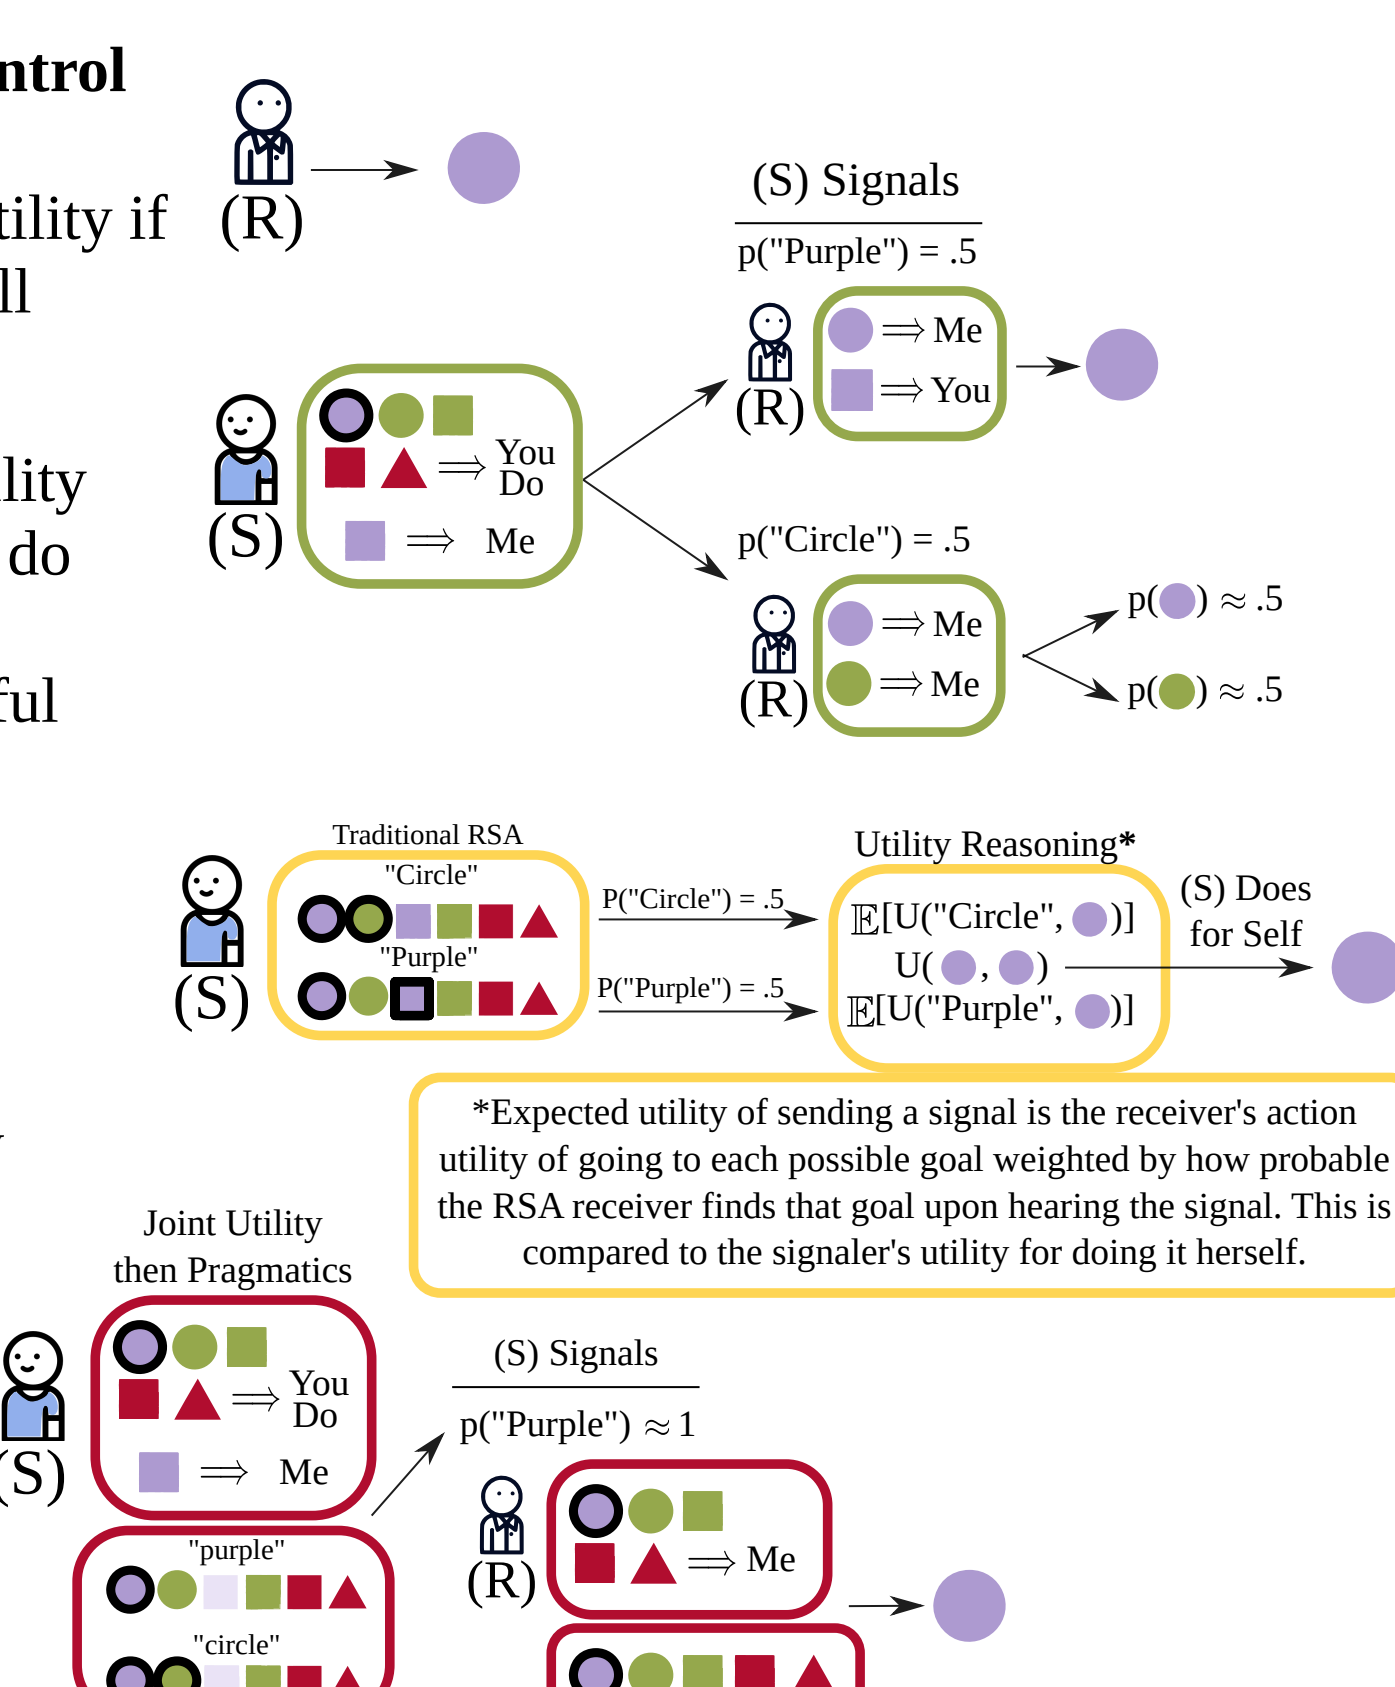 ntrol
tility if
ll
lity
do
ful
(R)
(S) Signals
p("Purple") = .5
(R)
⟹ Me
⟹ You
(S)
⟹ You
Do
⟹ Me
p("Circle") = .5
(R)
⟹ Me
⟹ Me
p( ) ≈ .5
p( ) ≈ .5
Traditional RSA
"Circle"
"Purple"
(S)
P("Circle") = .5
P("Purple") = .5
Utility Reasoning*
𝔼[U("Circle", )]
U( , )
𝔼[U("Purple", )]
(S) Does
for Self
*Expected utility of sending a signal is the receiver's action
utility of going to each possible goal weighted by how probable
the RSA receiver finds that goal upon hearing the signal. This is
compared to the signaler's utility for doing it herself.
Joint Utility
then Pragmatics
(S)
⟹ You
Do
⟹ Me
"purple"
"circle"
(S) Signals
p("Purple") ≈ 1
(R)
⟹ Me